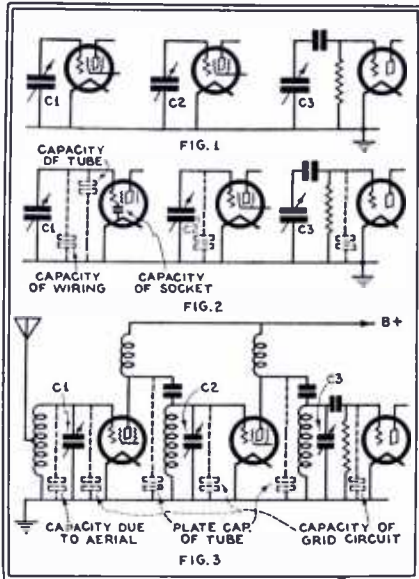 C1
C2
C3
FIG.1
CAPACITY
OF TUBE
C1
C3
CAPACITY
OF WIRING
CAPACITY
OF SOCKET
FIG.2
B+
C1
C2
C3
CAPACITY DUE
TO AERIAL
PLATE CAP.
OF TUBE
CAPACITY OF
GRID CIRCUIT
FIG.3